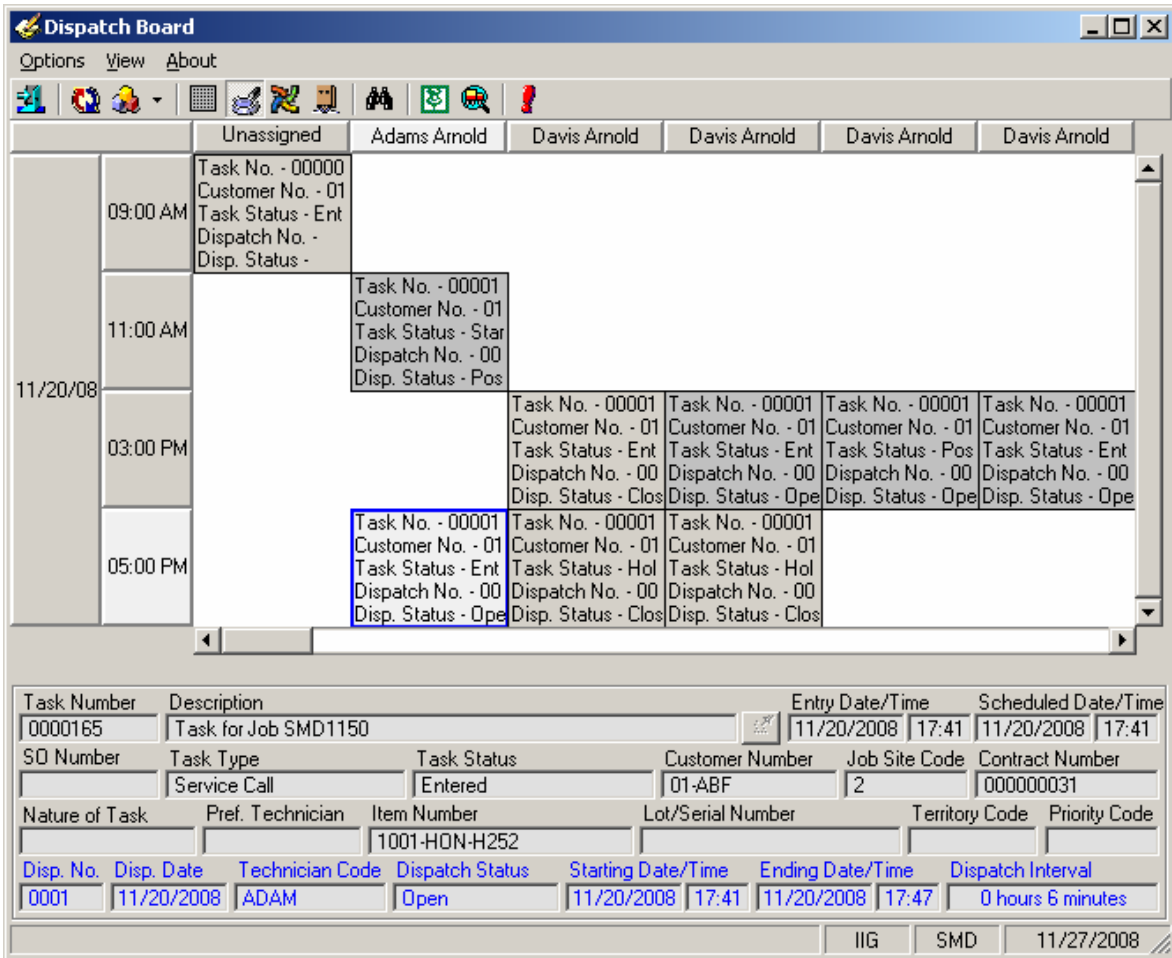 Dispatch Board
Options View About
Unassigned Adams Arnold Davis Arnold Davis Arnold Davis Arnold Davis Arnold
11/20/08
09:00 AM
Task No. - 00000
Customer No. - 01
Task Status - Ent
Dispatch No. -
Disp. Status -
11:00 AM
Task No. - 00001
Customer No. - 01
Task Status - Star
Dispatch No. - 00
Disp. Status - Pos
03:00 PM
Task No. - 00001 Task No. - 00001 Task No. - 00001 Task No. - 00001
Customer No. - 01 Customer No. - 01 Customer No. - 01 Customer No. - 01
Task Status - Ent Task Status - Ent Task Status - Pos Task Status - Ent
Dispatch No. - 00 Dispatch No. - 00 Dispatch No. - 00 Dispatch No. - 00
Disp. Status - Clos Disp. Status - Ope Disp. Status - Ope Disp. Status - Ope
05:00 PM
Task No. - 00001 Task No. - 00001 Task No. - 00001
Customer No. - 01 Customer No. - 01 Customer No. - 01
Task Status - Ent Task Status - Hol Task Status - Hol
Dispatch No. - 00 Dispatch No. - 00 Dispatch No. - 00
Disp. Status - Ope Disp. Status - Clos Disp. Status - Clos
Task Number Description Entry Date/Time Scheduled Date/Time
0000165 Task for Job SMD1150 11/20/2008 17:41 11/20/2008 17:41
SO Number Task Type Task Status Customer Number Job Site Code Contract Number
Service Call Entered 01-ABF 2 000000031
Nature of Task Pref. Technician Item Number Lot/Serial Number Territory Code Priority Code
1001-HON-H252
Disp. No. Disp. Date Technician Code Dispatch Status Starting Date/Time Ending Date/Time Dispatch Interval
0001 11/20/2008 ADAM Open 11/20/2008 17:41 11/20/2008 17:47 0 hours 6 minutes
IIG SMD 11/27/2008